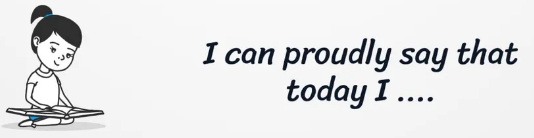 I can proudly say that
today I ....